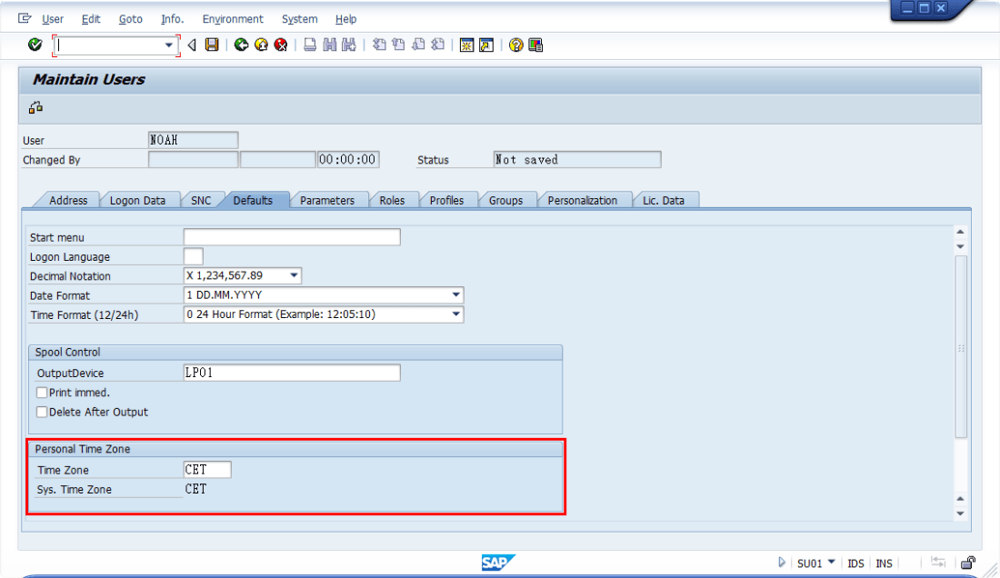 User Edit Goto Info. Environment System Help
Maintain Users
User NOAH
Changed By 00:00:00 Status Not saved
Address Logon Data SNC Defaults Parameters Roles Profiles Groups Personalization Lic. Data
Start menu
Logon Language
Decimal Notation X 1,234,567.89
Date Format 1 DD.MM.YYYY
Time Format (12/24h) 0 24 Hour Format (Example: 12:05:10)
Spool Control
OutputDevice LP01
Print immed.
Delete After Output
Personal Time Zone
Time Zone CET
Sys. Time Zone CET
SAP SU01 IDS INS